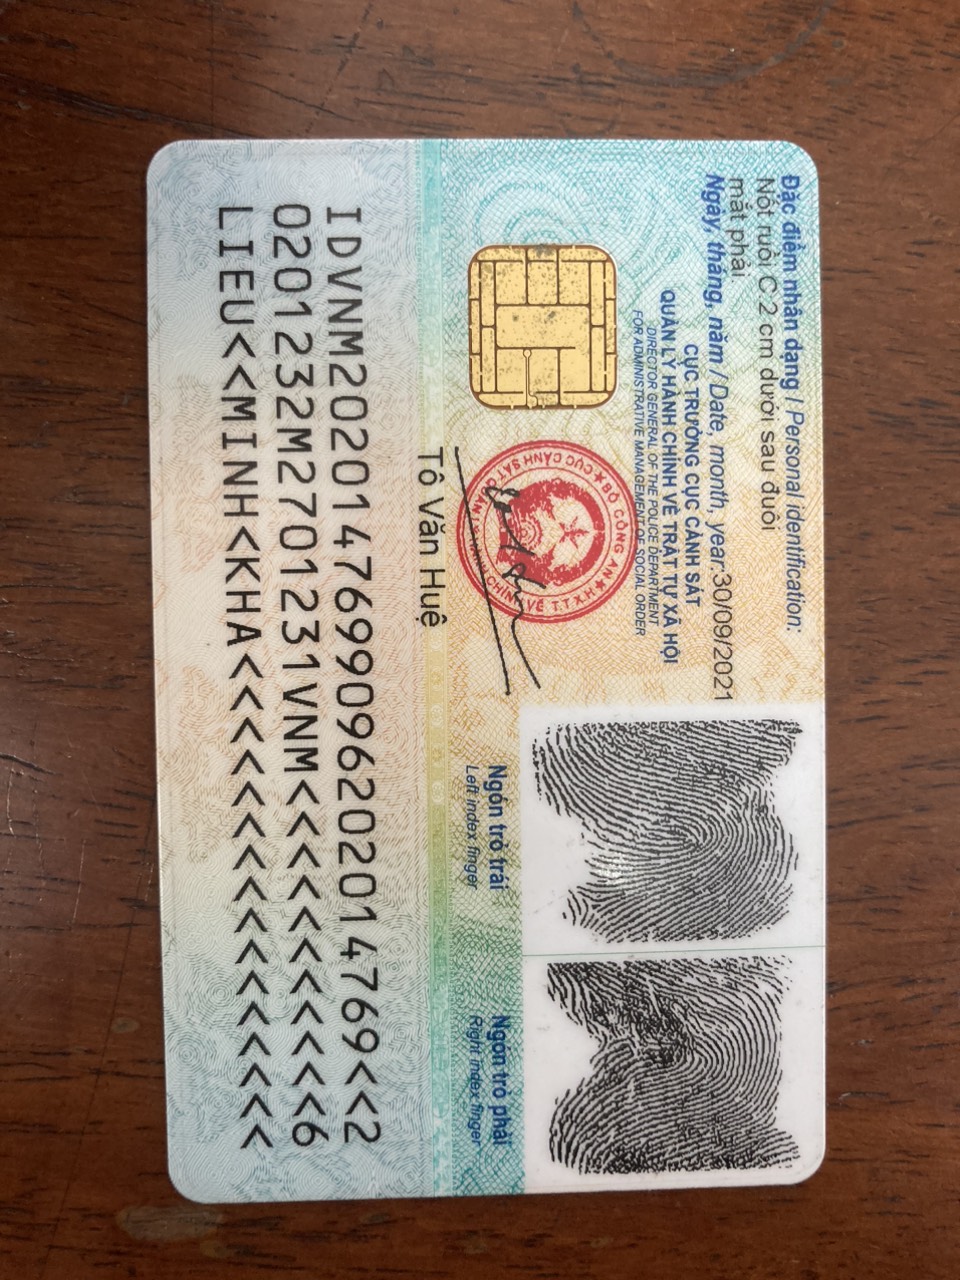 Đặc điểm nhân dạng / Personal identification:
Nốt ruồi C.2 cm dưới sau đuôi
mắt phải.
Ngày, tháng, năm / Date, month, year:30/09/2021
CỤC TRƯỞNG CỤC CẢNH SÁT
QUẢN LÝ HÀNH CHÍNH VỀ TRẬT TỰ XÃ HỘI
DIRECTOR GENERAL OF THE POLICE DEPARTMENT
FOR ADMINISTRATIVE MANAGEMENT OF SOCIAL ORDER
BỘ CÔNG AN
CỤC CẢNH SÁT QUẢN LÝ HÀNH CHÍNH VỀ TTXH
Tô Văn Huệ
Ngón trỏ trái
Left index finger
Ngón trỏ phải
Right index finger
IDVNM2020147699096202014769<<2
0201232M2701231VNM<<<<<<<<<<<6
LIEU<<MINH<KHA<<<<<<<<<<<<<<<<